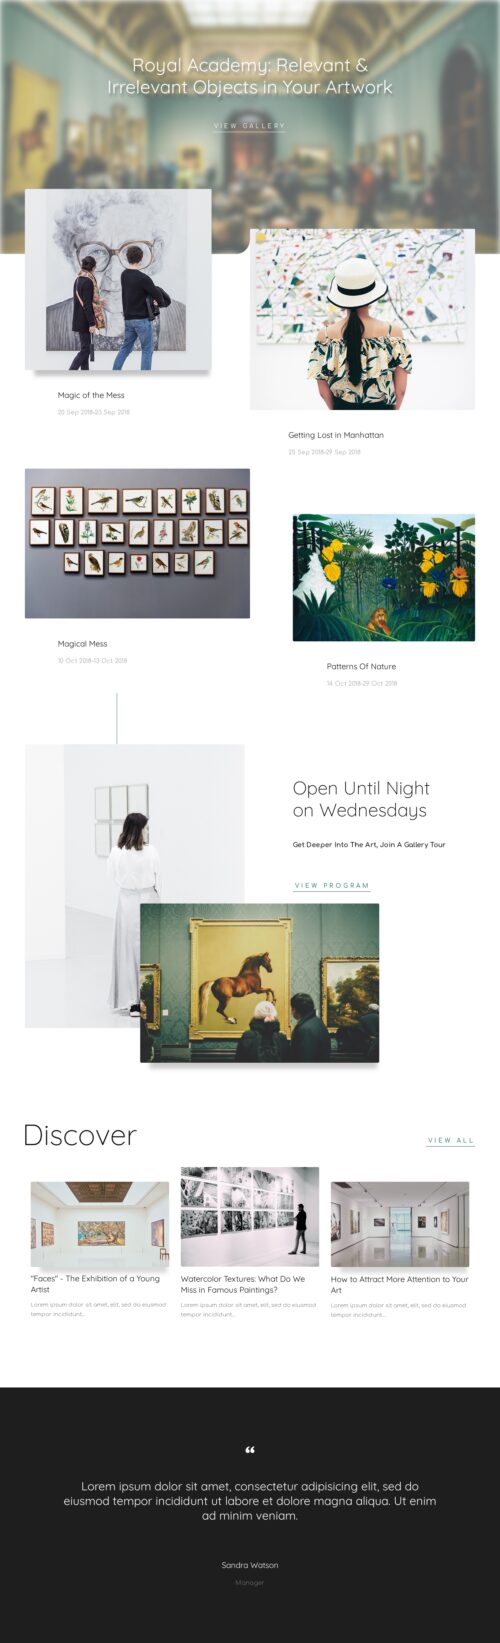 Royal Academy: Relevant &
Irrelevant Objects in Your Artwork
VIEW GALLERY
Magic of the Mess
20 Sep 2018-23 Sep 2018
Getting Lost in Manhattan
25 Sep 2018-29 Sep 2018
Magical Mess
10 Oct 2018-13 Oct 2018
Patterns Of Nature
14 Oct 2018-29 Oct 2018
Open Until Night
on Wednesdays
Get Deeper Into The Art, Join A Gallery Tour
VIEW PROGRAM
Discover
VIEW ALL
"Faces" - The Exhibition of a Young
Artist
Lorem ipsum dolor sit amet, elit, sed do eiusmod
tempor incididunt...
Watercolor Textures: What Do We
Miss in Famous Paintings?
Lorem ipsum dolor sit amet, elit, sed do eiusmod
tempor incididunt...
How to Attract More Attention to Your
Art
Lorem ipsum dolor sit amet, elit, sed do eiusmod
tempor incididunt...
“
Lorem ipsum dolor sit amet, consectetur adipisicing elit, sed do
eiusmod tempor incididunt ut labore et dolore magna aliqua. Ut enim
ad minim veniam.
Sandra Watson
Manager